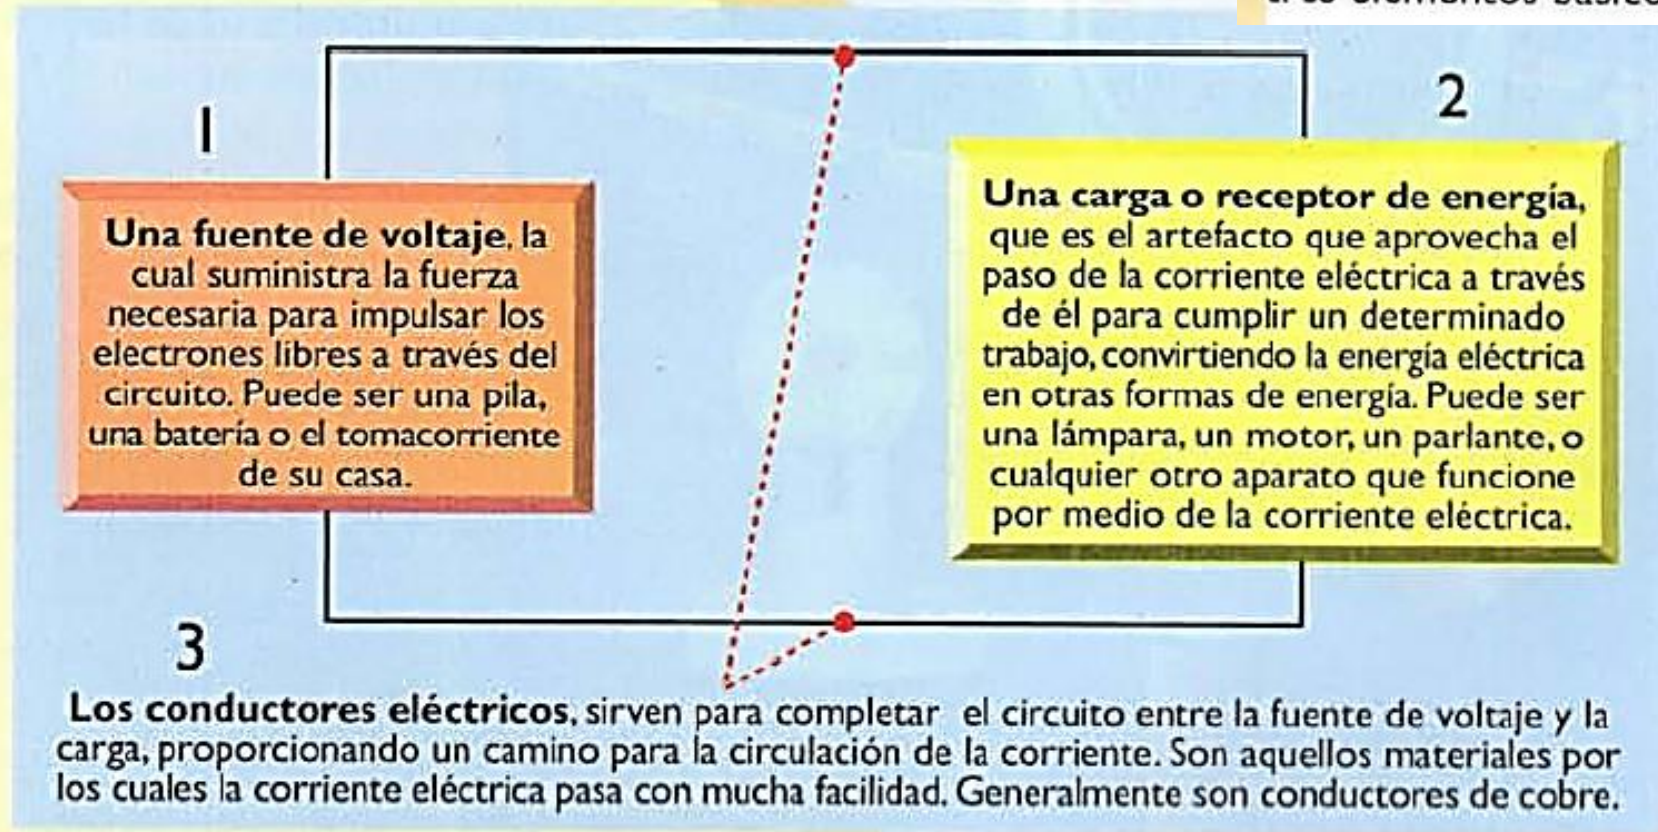 1
Una fuente de voltaje, la
cual suministra la fuerza
necesaria para impulsar los
electrones libres a través del
circuito. Puede ser una pila,
una batería o el tomacorriente
de su casa.
2
Una carga o receptor de energía,
que es el artefacto que aprovecha el
paso de la corriente eléctrica a través
de él para cumplir un determinado
trabajo, convirtiendo la energía eléctrica
en otras formas de energía. Puede ser
una lámpara, un motor, un parlante, o
cualquier otro aparato que funcione
por medio de la corriente eléctrica.
3
Los conductores eléctricos, sirven para completar el circuito entre la fuente de voltaje y la
carga, proporcionando un camino para la circulación de la corriente. Son aquellos materiales por
los cuales la corriente eléctrica pasa con mucha facilidad. Generalmente son conductores de cobre.